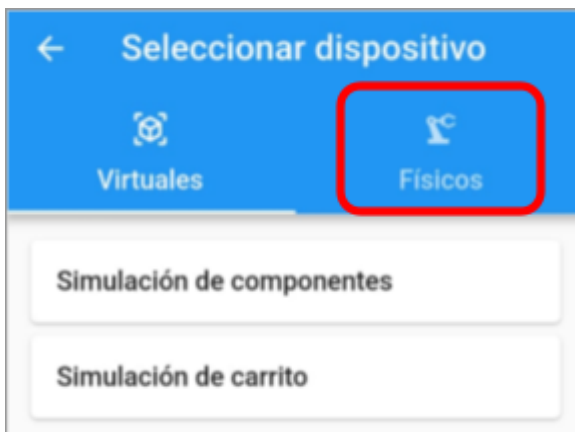 Seleccionar dispositivo
Virtuales
Físicos
Simulación de componentes
Simulación de carrito